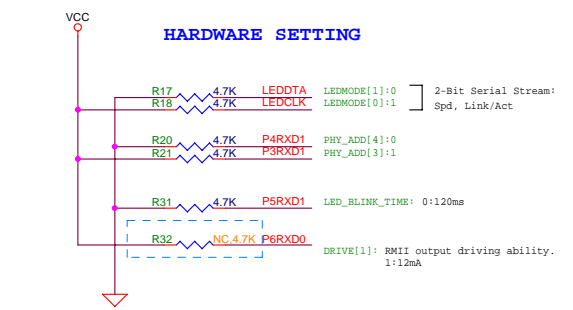 VCC
HARDWARE SETTING
R17 4.7K LEDDTA LEDMODE[1]:0 2-Bit Serial Stream:
R18 4.7K LEDCLK LEDMODE[0]:1 Spd, Link/Act
R20 4.7K P4RXD1 PHY_ADD[4]:0
R21 4.7K P3RXD1 PHY_ADD[3]:1
R31 4.7K P5RXD1 LED_BLINK_TIME: 0:120ms
R32 NC,4.7K P6RXD0
DRIVE[1]: RMII output driving ability.
1:12mA